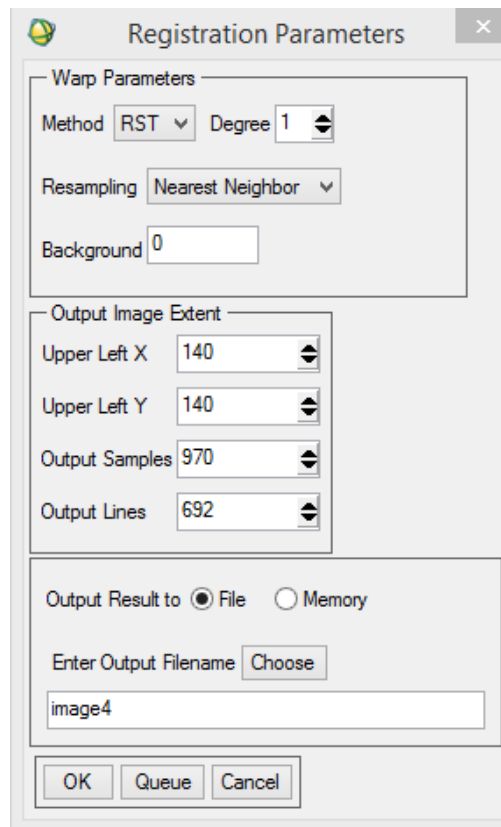 Registration Parameters
Warp Parameters
Method RST Degree 1
Resampling Nearest Neighbor
Background 0
Output Image Extent
Upper Left X 140
Upper Left Y 140
Output Samples 970
Output Lines 692
Output Result to File Memory
Enter Output Filename Choose
image4
OK Queue Cancel